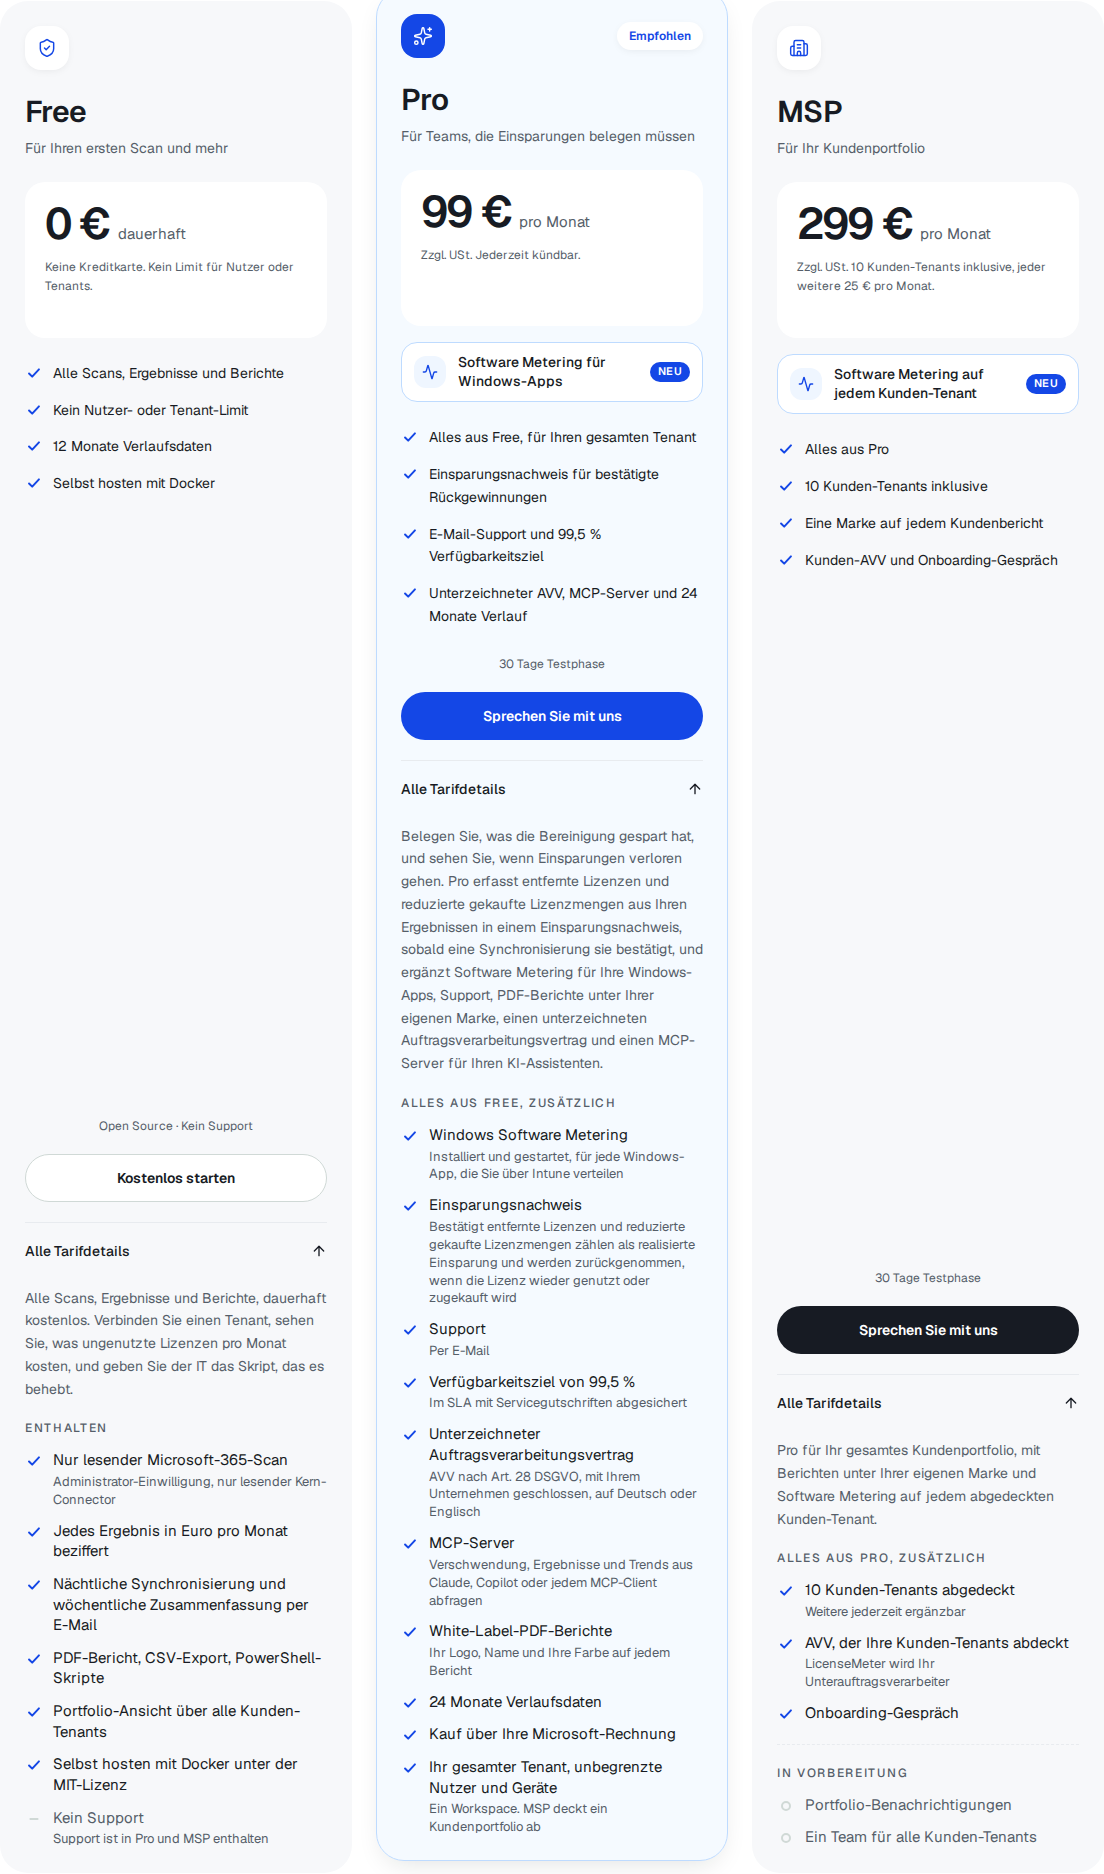 Free
Für Ihren ersten Scan und mehr
0 € dauerhaft
Keine Kreditkarte. Kein Limit für Nutzer oder
Tenants.
Alle Scans, Ergebnisse und Berichte
Kein Nutzer- oder Tenant-Limit
12 Monate Verlaufsdaten
Selbst hosten mit Docker
Open Source · Kein Support
Kostenlos starten
Alle Tarifdetails
Alle Scans, Ergebnisse und Berichte, dauerhaft
kostenlos. Verbinden Sie einen Tenant, sehen
Sie, was ungenutzte Lizenzen pro Monat
kosten, und geben Sie der IT das Skript, das es
behebt.
ENTHALTEN
Nur lesender Microsoft-365-Scan
Administrator-Einwilligung, nur lesender Kern-
Connector
Jedes Ergebnis in Euro pro Monat
beziffert
Nächtliche Synchronisierung und
wöchentliche Zusammenfassung per
E-Mail
PDF-Bericht, CSV-Export, PowerShell-
Skripte
Portfolio-Ansicht über alle Kunden-
Tenants
Selbst hosten mit Docker unter der
MIT-Lizenz
Kein Support
Support ist in Pro und MSP enthalten
Empfohlen
Pro
Für Teams, die Einsparungen belegen müssen
99 € pro Monat
Zzgl. USt. Jederzeit kündbar.
Software Metering für
Windows-Apps
NEU
Alles aus Free, für Ihren gesamten Tenant
Einsparungsnachweis für bestätigte
Rückgewinnungen
E-Mail-Support und 99,5 %
Verfügbarkeitsziel
Unterzeichneter AVV, MCP-Server und 24
Monate Verlauf
30 Tage Testphase
Sprechen Sie mit uns
Alle Tarifdetails
Belegen Sie, was die Bereinigung gespart hat,
und sehen Sie, wenn Einsparungen verloren
gehen. Pro erfasst entfernte Lizenzen und
reduzierte gekaufte Lizenzmengen aus Ihren
Ergebnissen in einem Einsparungsnachweis,
sobald eine Synchronisierung sie bestätigt, und
ergänzt Software Metering für Ihre Windows-
Apps, Support, PDF-Berichte unter Ihrer
eigenen Marke, einen unterzeichneten
Auftragsverarbeitungsvertrag und einen MCP-
Server für Ihren KI-Assistenten.
ALLES AUS FREE, ZUSÄTZLICH
Windows Software Metering
Installiert und gestartet, für jede Windows-
App, die Sie über Intune verteilen
Einsparungsnachweis
Bestätigt entfernte Lizenzen und reduzierte
gekaufte Lizenzmengen zählen als realisierte
Einsparung und werden zurückgenommen,
wenn die Lizenz wieder genutzt oder
zugekauft wird
Support
Per E-Mail
Verfügbarkeitsziel von 99,5 %
Im SLA mit Servicegutschriften abgesichert
Unterzeichneter
Auftragsverarbeitungsvertrag
AVV nach Art. 28 DSGVO, mit Ihrem
Unternehmen geschlossen, auf Deutsch oder
Englisch
MCP-Server
Verschwendung, Ergebnisse und Trends aus
Claude, Copilot oder jedem MCP-Client
abfragen
White-Label-PDF-Berichte
Ihr Logo, Name und Ihre Farbe auf jedem
Bericht
24 Monate Verlaufsdaten
Kauf über Ihre Microsoft-Rechnung
Ihr gesamter Tenant, unbegrenzte
Nutzer und Geräte
Ein Workspace. MSP deckt ein
Kundenportfolio ab
MSP
Für Ihr Kundenportfolio
299 € pro Monat
Zzgl. USt. 10 Kunden-Tenants inklusive, jeder
weitere 25 € pro Monat.
Software Metering auf
jedem Kunden-Tenant
NEU
Alles aus Pro
10 Kunden-Tenants inklusive
Eine Marke auf jedem Kundenbericht
Kunden-AVV und Onboarding-Gespräch
30 Tage Testphase
Sprechen Sie mit uns
Alle Tarifdetails
Pro für Ihr gesamtes Kundenportfolio, mit
Berichten unter Ihrer eigenen Marke und
Software Metering auf jedem abgedeckten
Kunden-Tenant.
ALLES AUS PRO, ZUSÄTZLICH
10 Kunden-Tenants abgedeckt
Weitere jederzeit ergänzbar
AVV, der Ihre Kunden-Tenants abdeckt
LicenseMeter wird Ihr
Unterauftragsverarbeiter
Onboarding-Gespräch
IN VORBEREITUNG
Portfolio-Benachrichtigungen
Ein Team für alle Kunden-Tenants